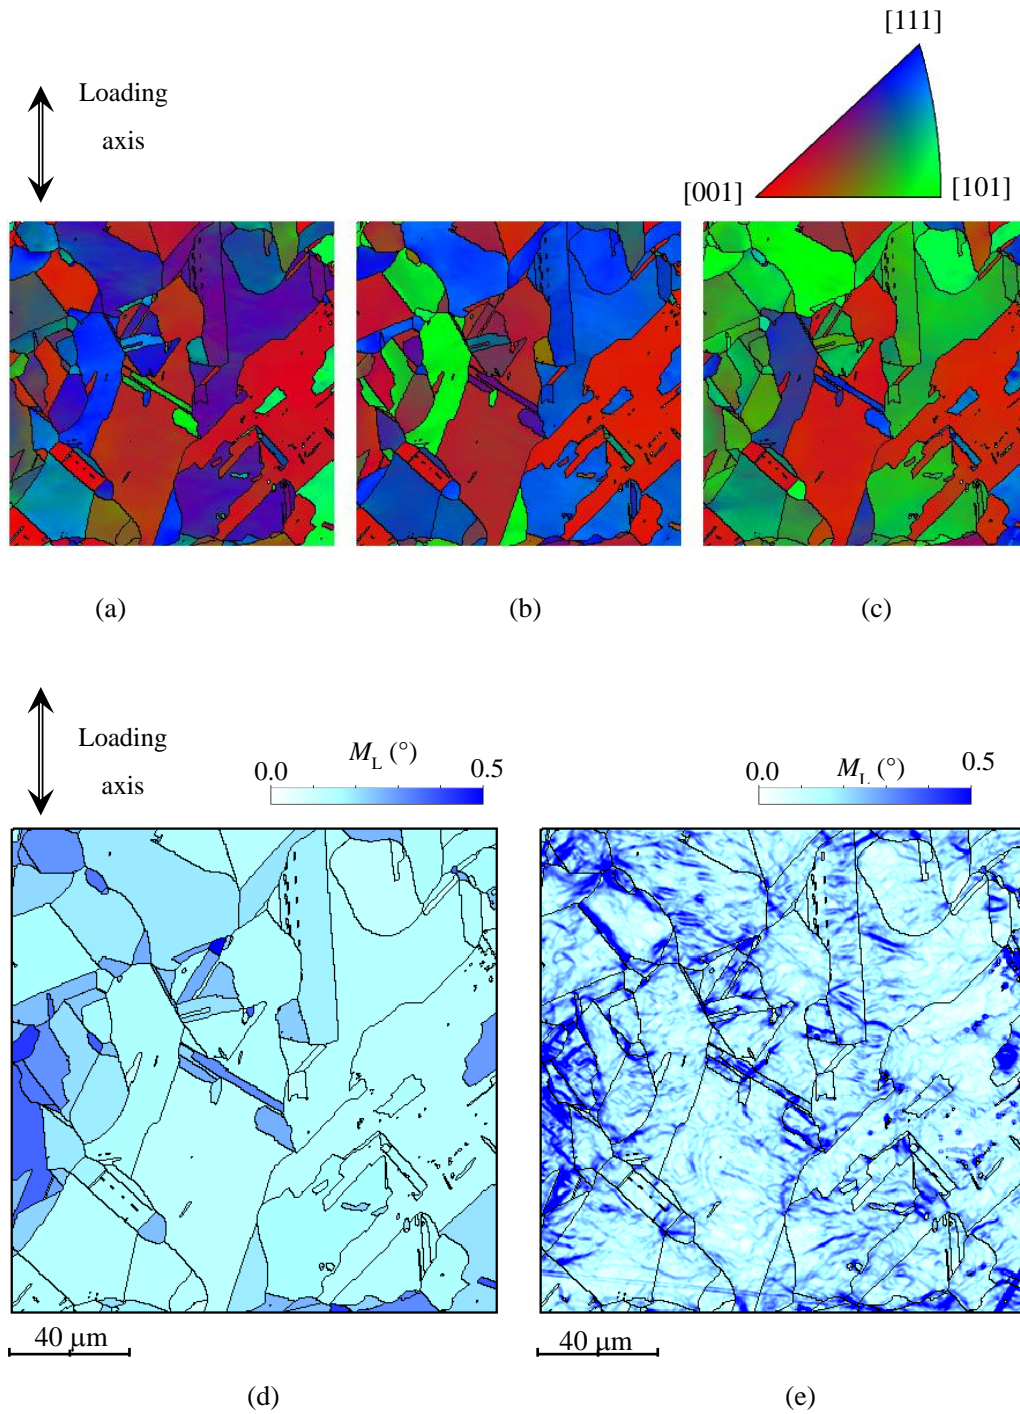 [111]
Loading
axis
[001]
[101]
(a)
(b)
(c)
Loading
axis
0.0
M_L (°)
0.5
0.0
M_L (°)
0.5
40 μm
40 μm
(d)
(e)